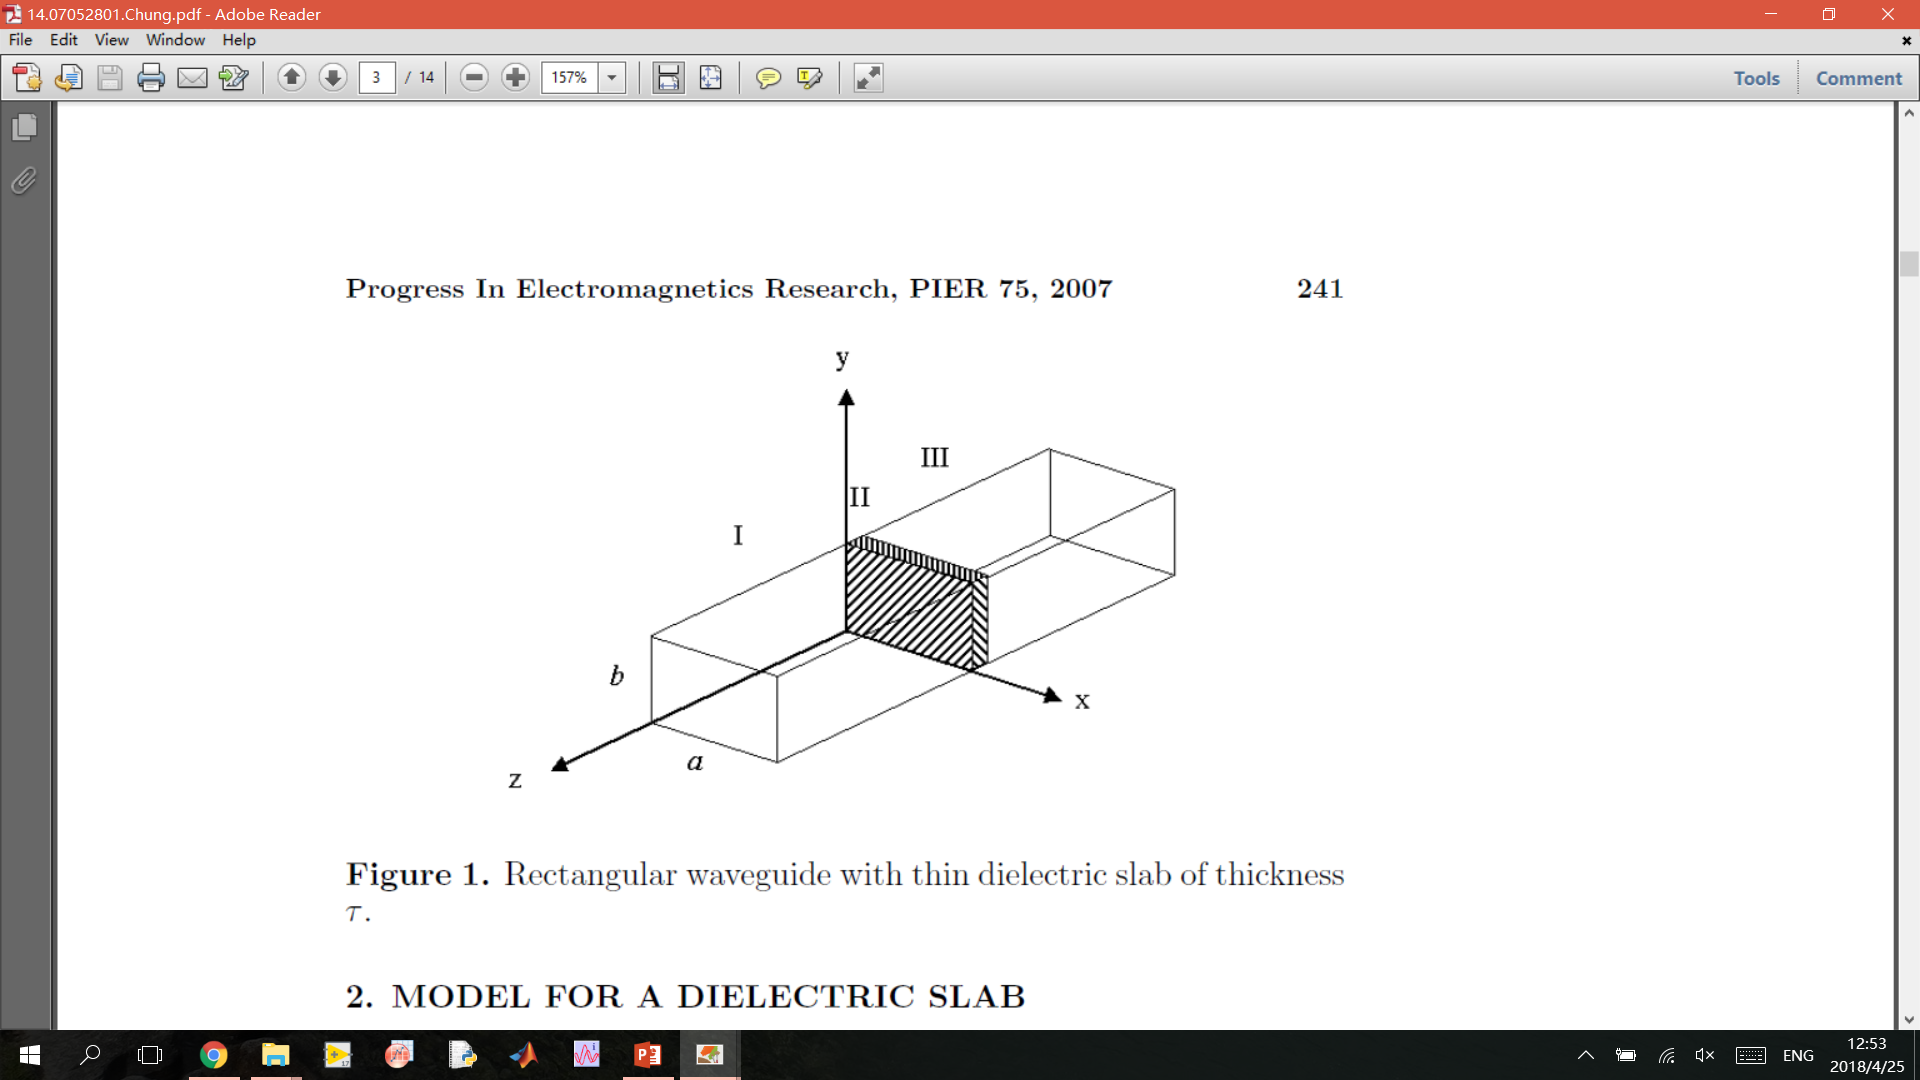 14.07052801.Chung.pdf - Adobe Reader
File Edit View Window Help
3 / 14 157% Tools Comment
Progress In Electromagnetics Research, PIER 75, 2007 241
y
III
II
I
b
x
a
z
Figure 1. Rectangular waveguide with thin dielectric slab of thickness
τ.
2. MODEL FOR A DIELECTRIC SLAB
12:53
ENG
2018/4/25